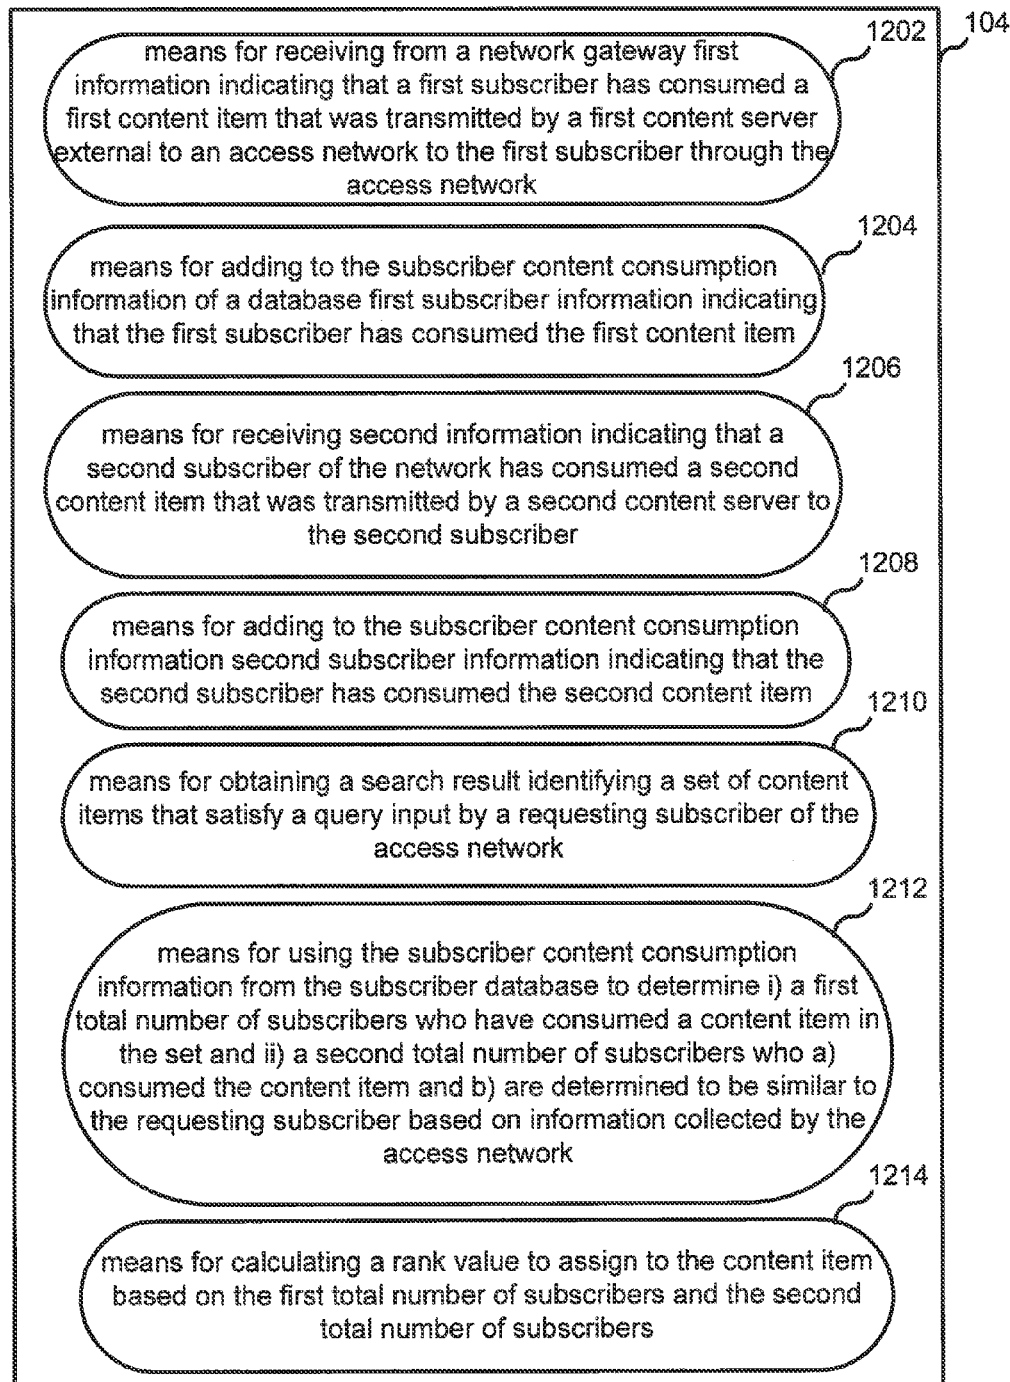 1202
104
means for receiving from a network gateway first
information indicating that a first subscriber has consumed a
first content item that was transmitted by a first content server
external to an access network to the first subscriber through the
access network
1204
means for adding to the subscriber content consumption
information of a database first subscriber information indicating
that the first subscriber has consumed the first content item
1206
means for receiving second information indicating that a
second subscriber of the network has consumed a second
content item that was transmitted by a second content server to
the second subscriber
1208
means for adding to the subscriber content consumption
information second subscriber information indicating that the
second subscriber has consumed the second content item
1210
means for obtaining a search result identifying a set of content
items that satisfy a query input by a requesting subscriber of the
access network
1212
means for using the subscriber content consumption
information from the subscriber database to determine i) a first
total number of subscribers who have consumed a content item in
the set and ii) a second total number of subscribers who a)
consumed the content item and b) are determined to be similar to
the requesting subscriber based on information collected by the
access network
1214
means for calculating a rank value to assign to the content item
based on the first total number of subscribers and the second
total number of subscribers